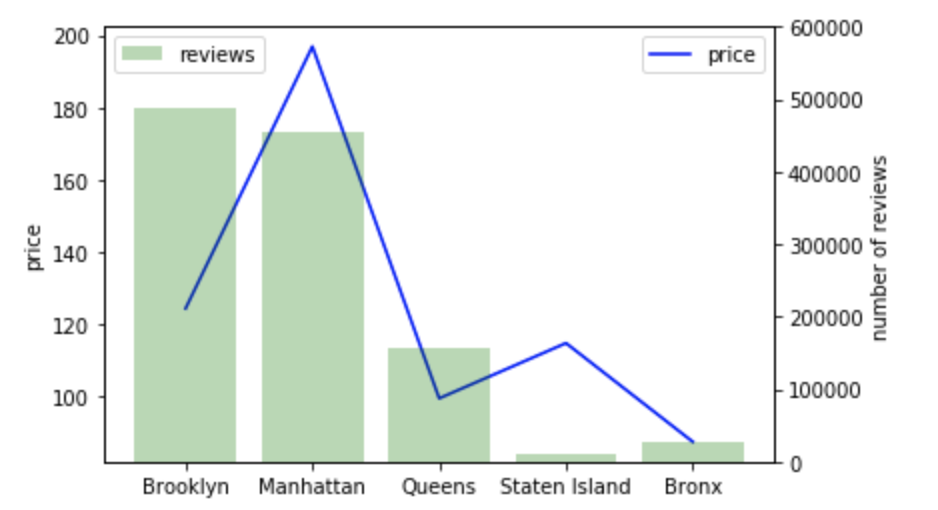 reviews
price
200
180
160
140
120
100
price
600000
500000
400000
300000
200000
100000
0
number of reviews
Brooklyn Manhattan Queens Staten Island Bronx